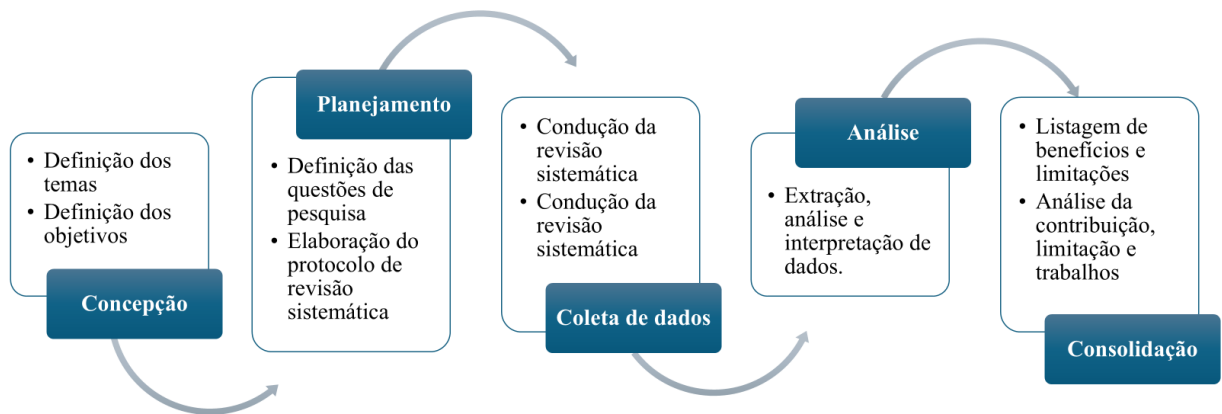 • Definição dos
temas
• Definição dos
objetivos
Concepção
Planejamento
• Definição das
questões de
pesquisa
• Elaboração do
protocolo de
revisão
sistemática
• Condução da
revisão
sistemática
• Condução da
revisão
sistemática
Coleta de dados
Análise
• Extração,
análise e
interpretação de
dados.
• Listagem de
benefícios e
limitações
• Análise da
contribuição,
limitação e
trabalhos
Consolidação